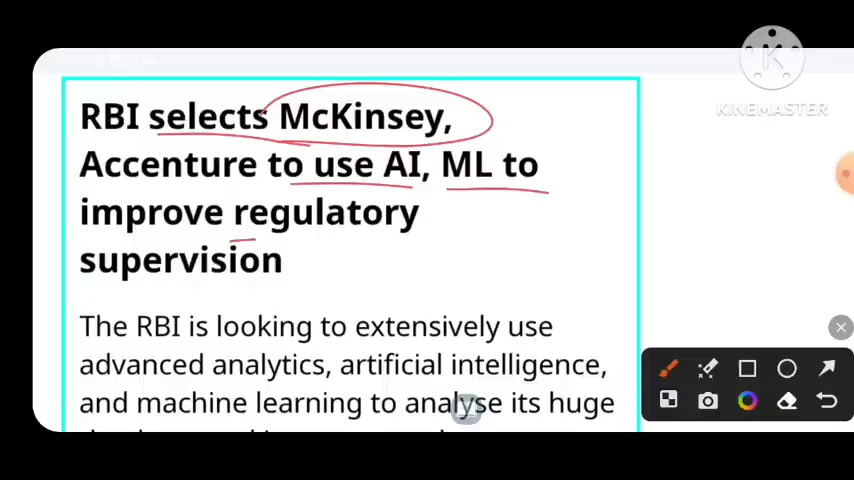 KINEMASTER
RBI selects McKinsey,
Accenture to use AI, ML to
improve regulatory
supervision
The RBI is looking to extensively use
advanced analytics, artificial intelligence,
and machine learning to analyse its huge